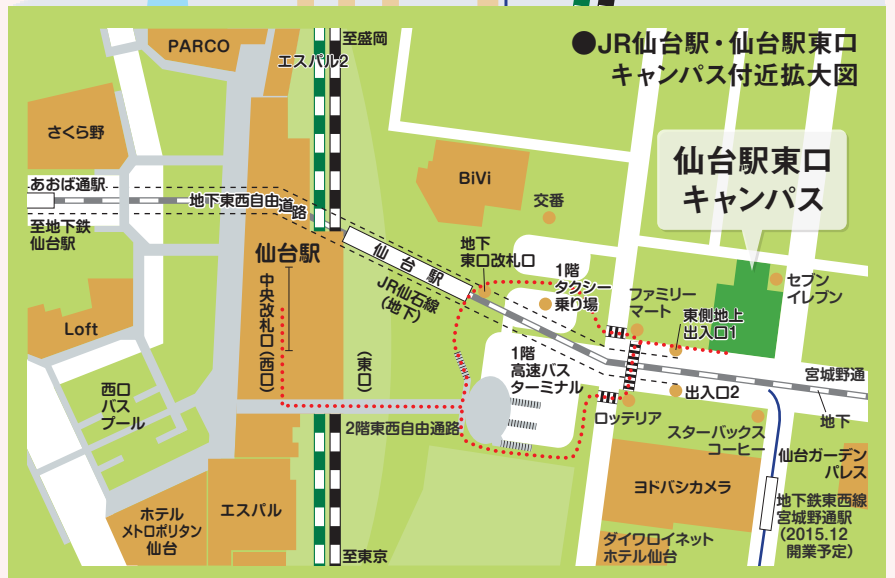 ●JR仙台駅・仙台駅東口
キャンパス付近拡大図
PARCO
エスパル2
至盛岡
さくら野
仙台駅東口
キャンパス
BiVi
交番
あおば通駅
地下東西自由道路
至地下鉄
仙台駅
仙台駅
中央改札口(西口)
(東口)
仙台駅
JR仙石線
(地下)
地下
東口改札口
1階
タクシー
乗り場
ファミリー
マート
東側地上
出入口1
セブン
イレブン
Loft
西口
バス
プール
1階
高速バス
ターミナル
宮城野通
地下
出入口2
ロッテリア
2階東西自由通路
スターバックス
コーヒー
仙台ガーデン
パレス
ヨドバシカメラ
地下鉄東西線
宮城野通駅
(2015.12
開業予定)
ホテル
メトロポリタン
仙台
エスパル
ダイワロイネット
ホテル仙台
至東京